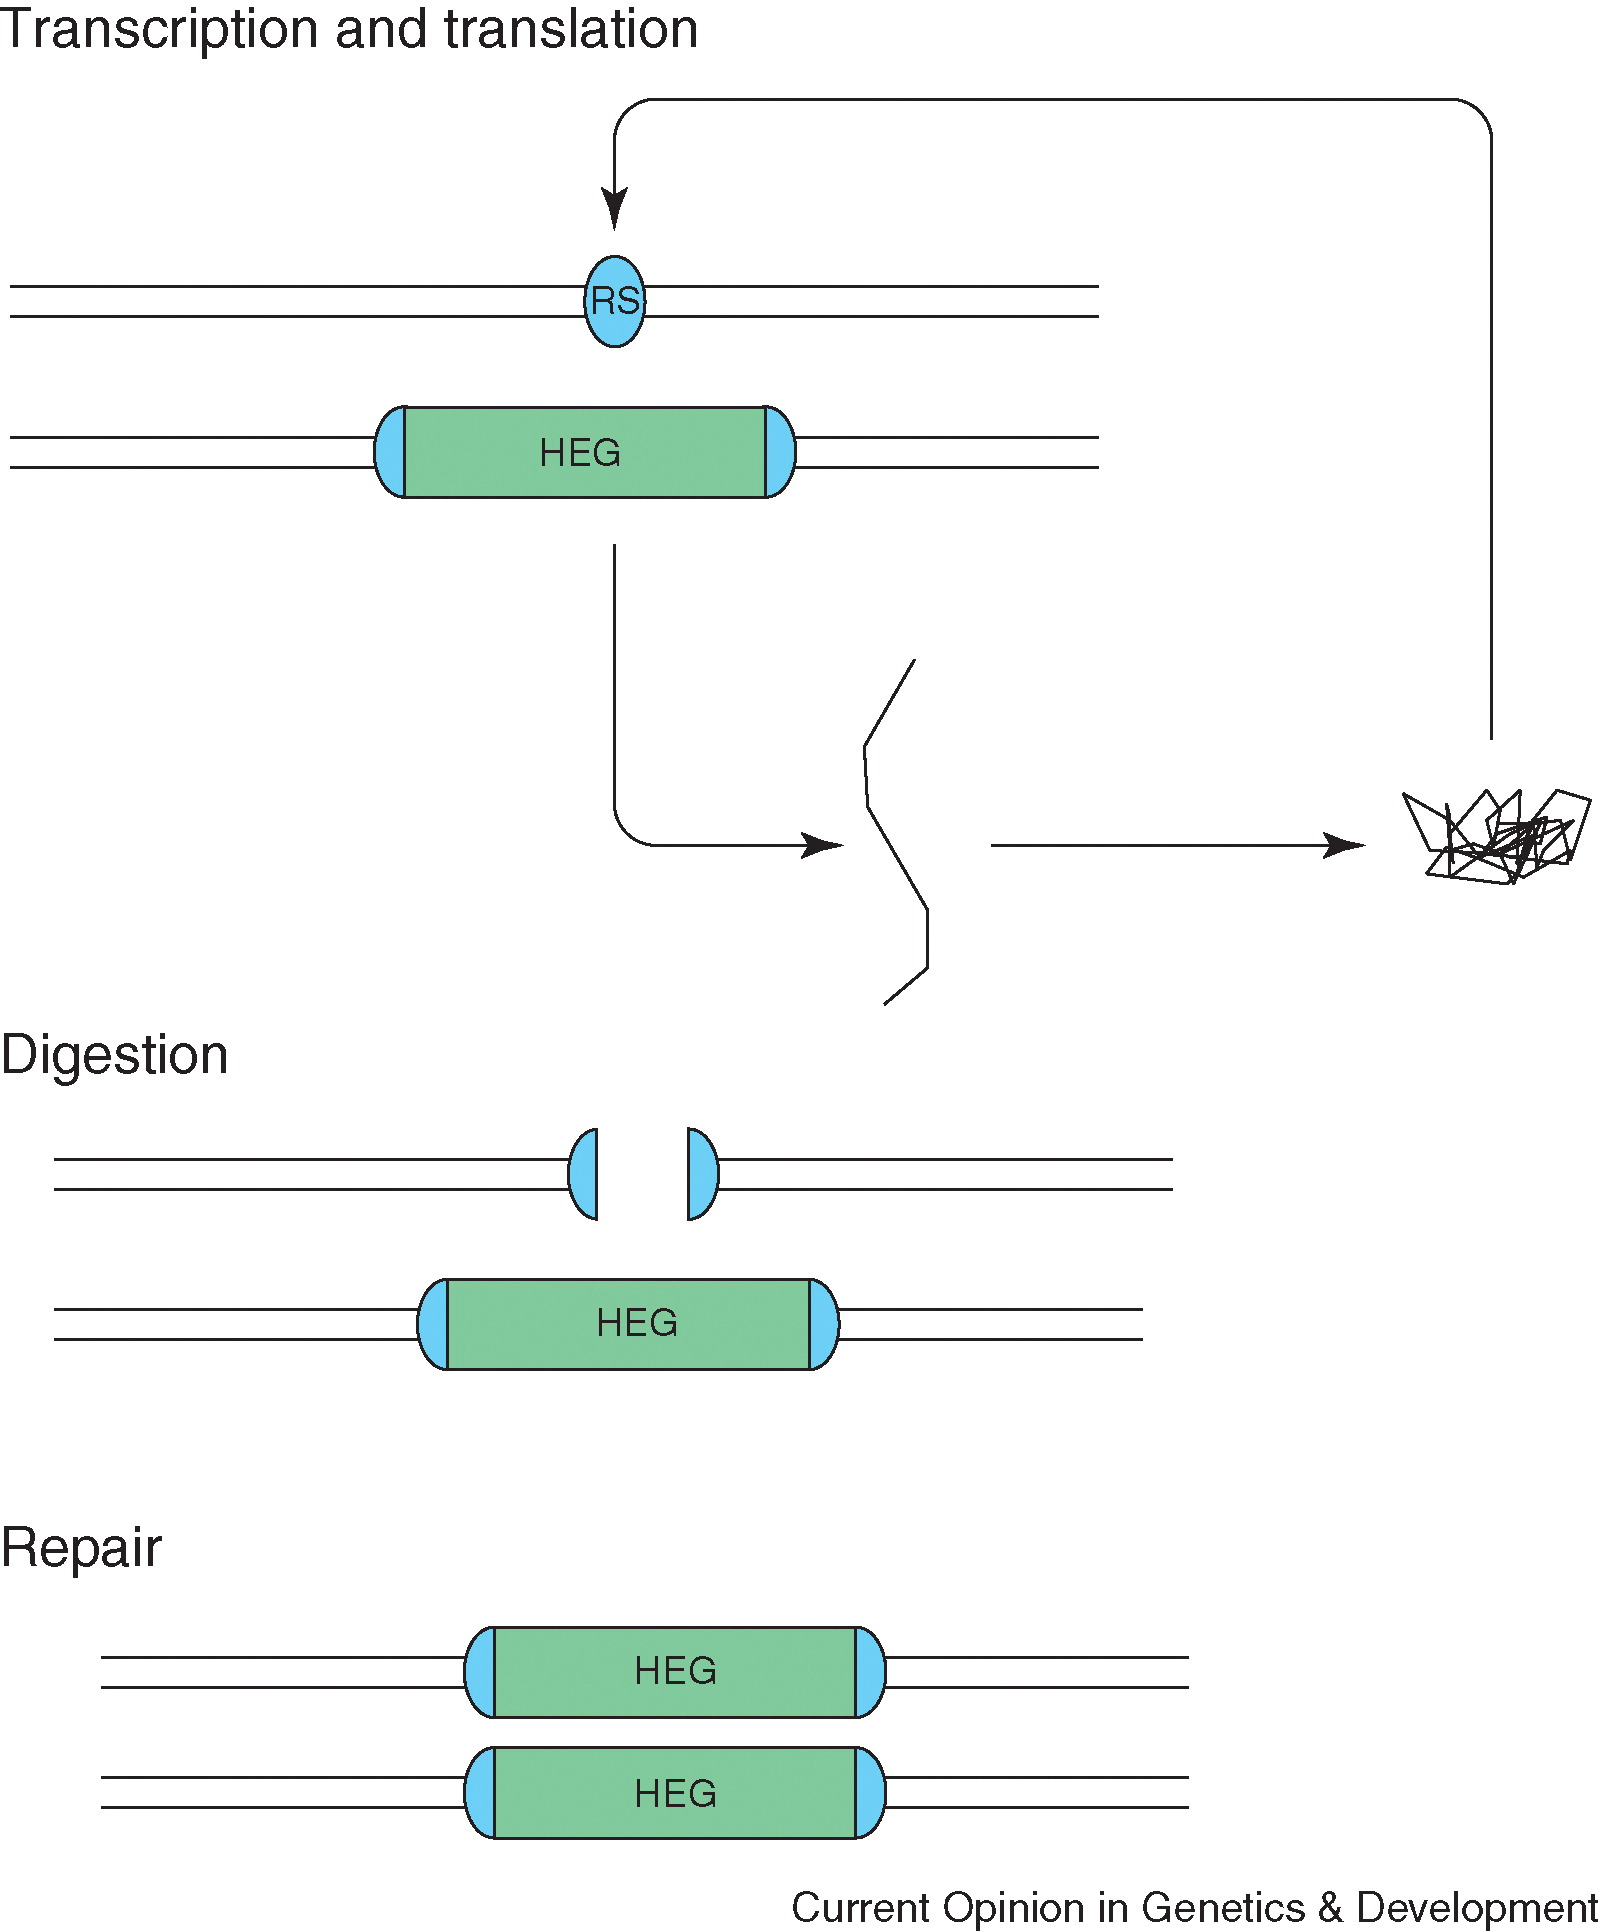 Transcription and translation
RS
HEG
Digestion
HEG
Repair
HEG
HEG
Current Opinion in Genetics & Development